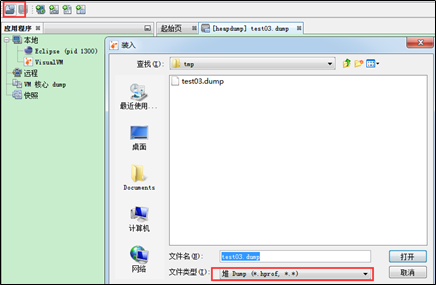 应用程序
起始页
[heapdump] test03.dump
本地
Eclipse (pid 1300)
VisualVM
远程
VM 核心 dump
快照
装入
查找(I):
tmp
test03.dump
最近使用...
桌面
Documents
计算机
网络
文件名(N):
test03.dump
打开
文件类型(T):
堆 Dump (*.hprof, *.*)
取消